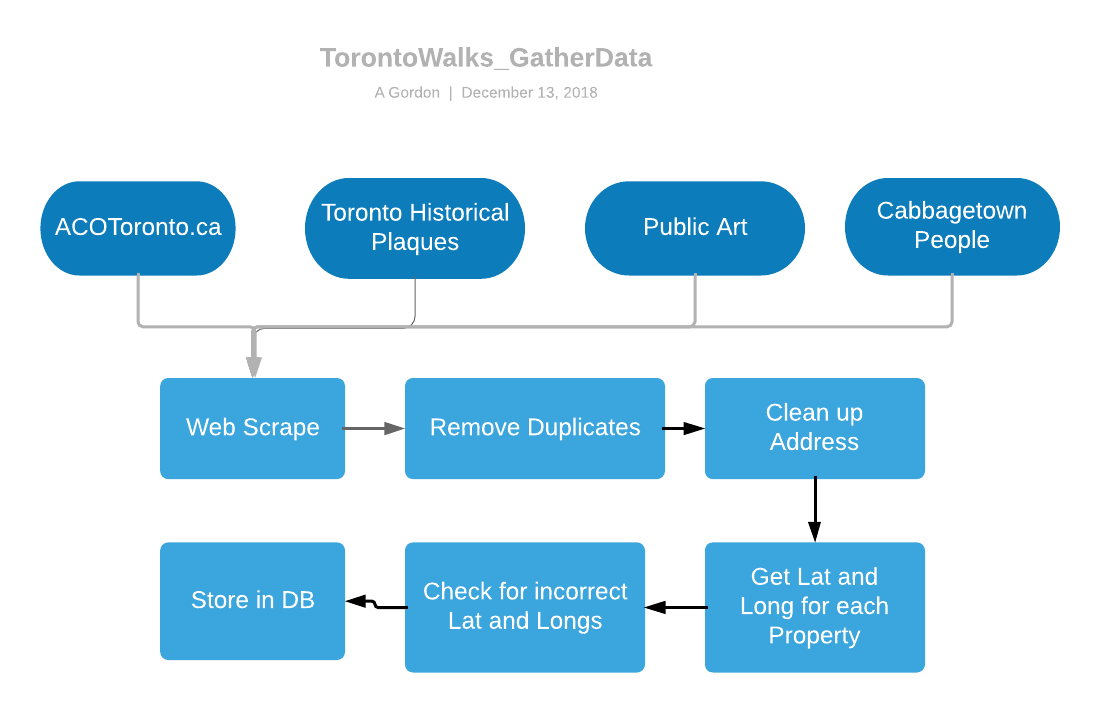 TorontoWalks_GatherData
A Gordon | December 13, 2018
ACOToronto.ca
Toronto Historical
Plaques
Public Art
Cabbagetown
People
Web Scrape
Remove Duplicates
Clean up
Address
Store in DB
Check for incorrect
Lat and Longs
Get Lat and
Long for each
Property